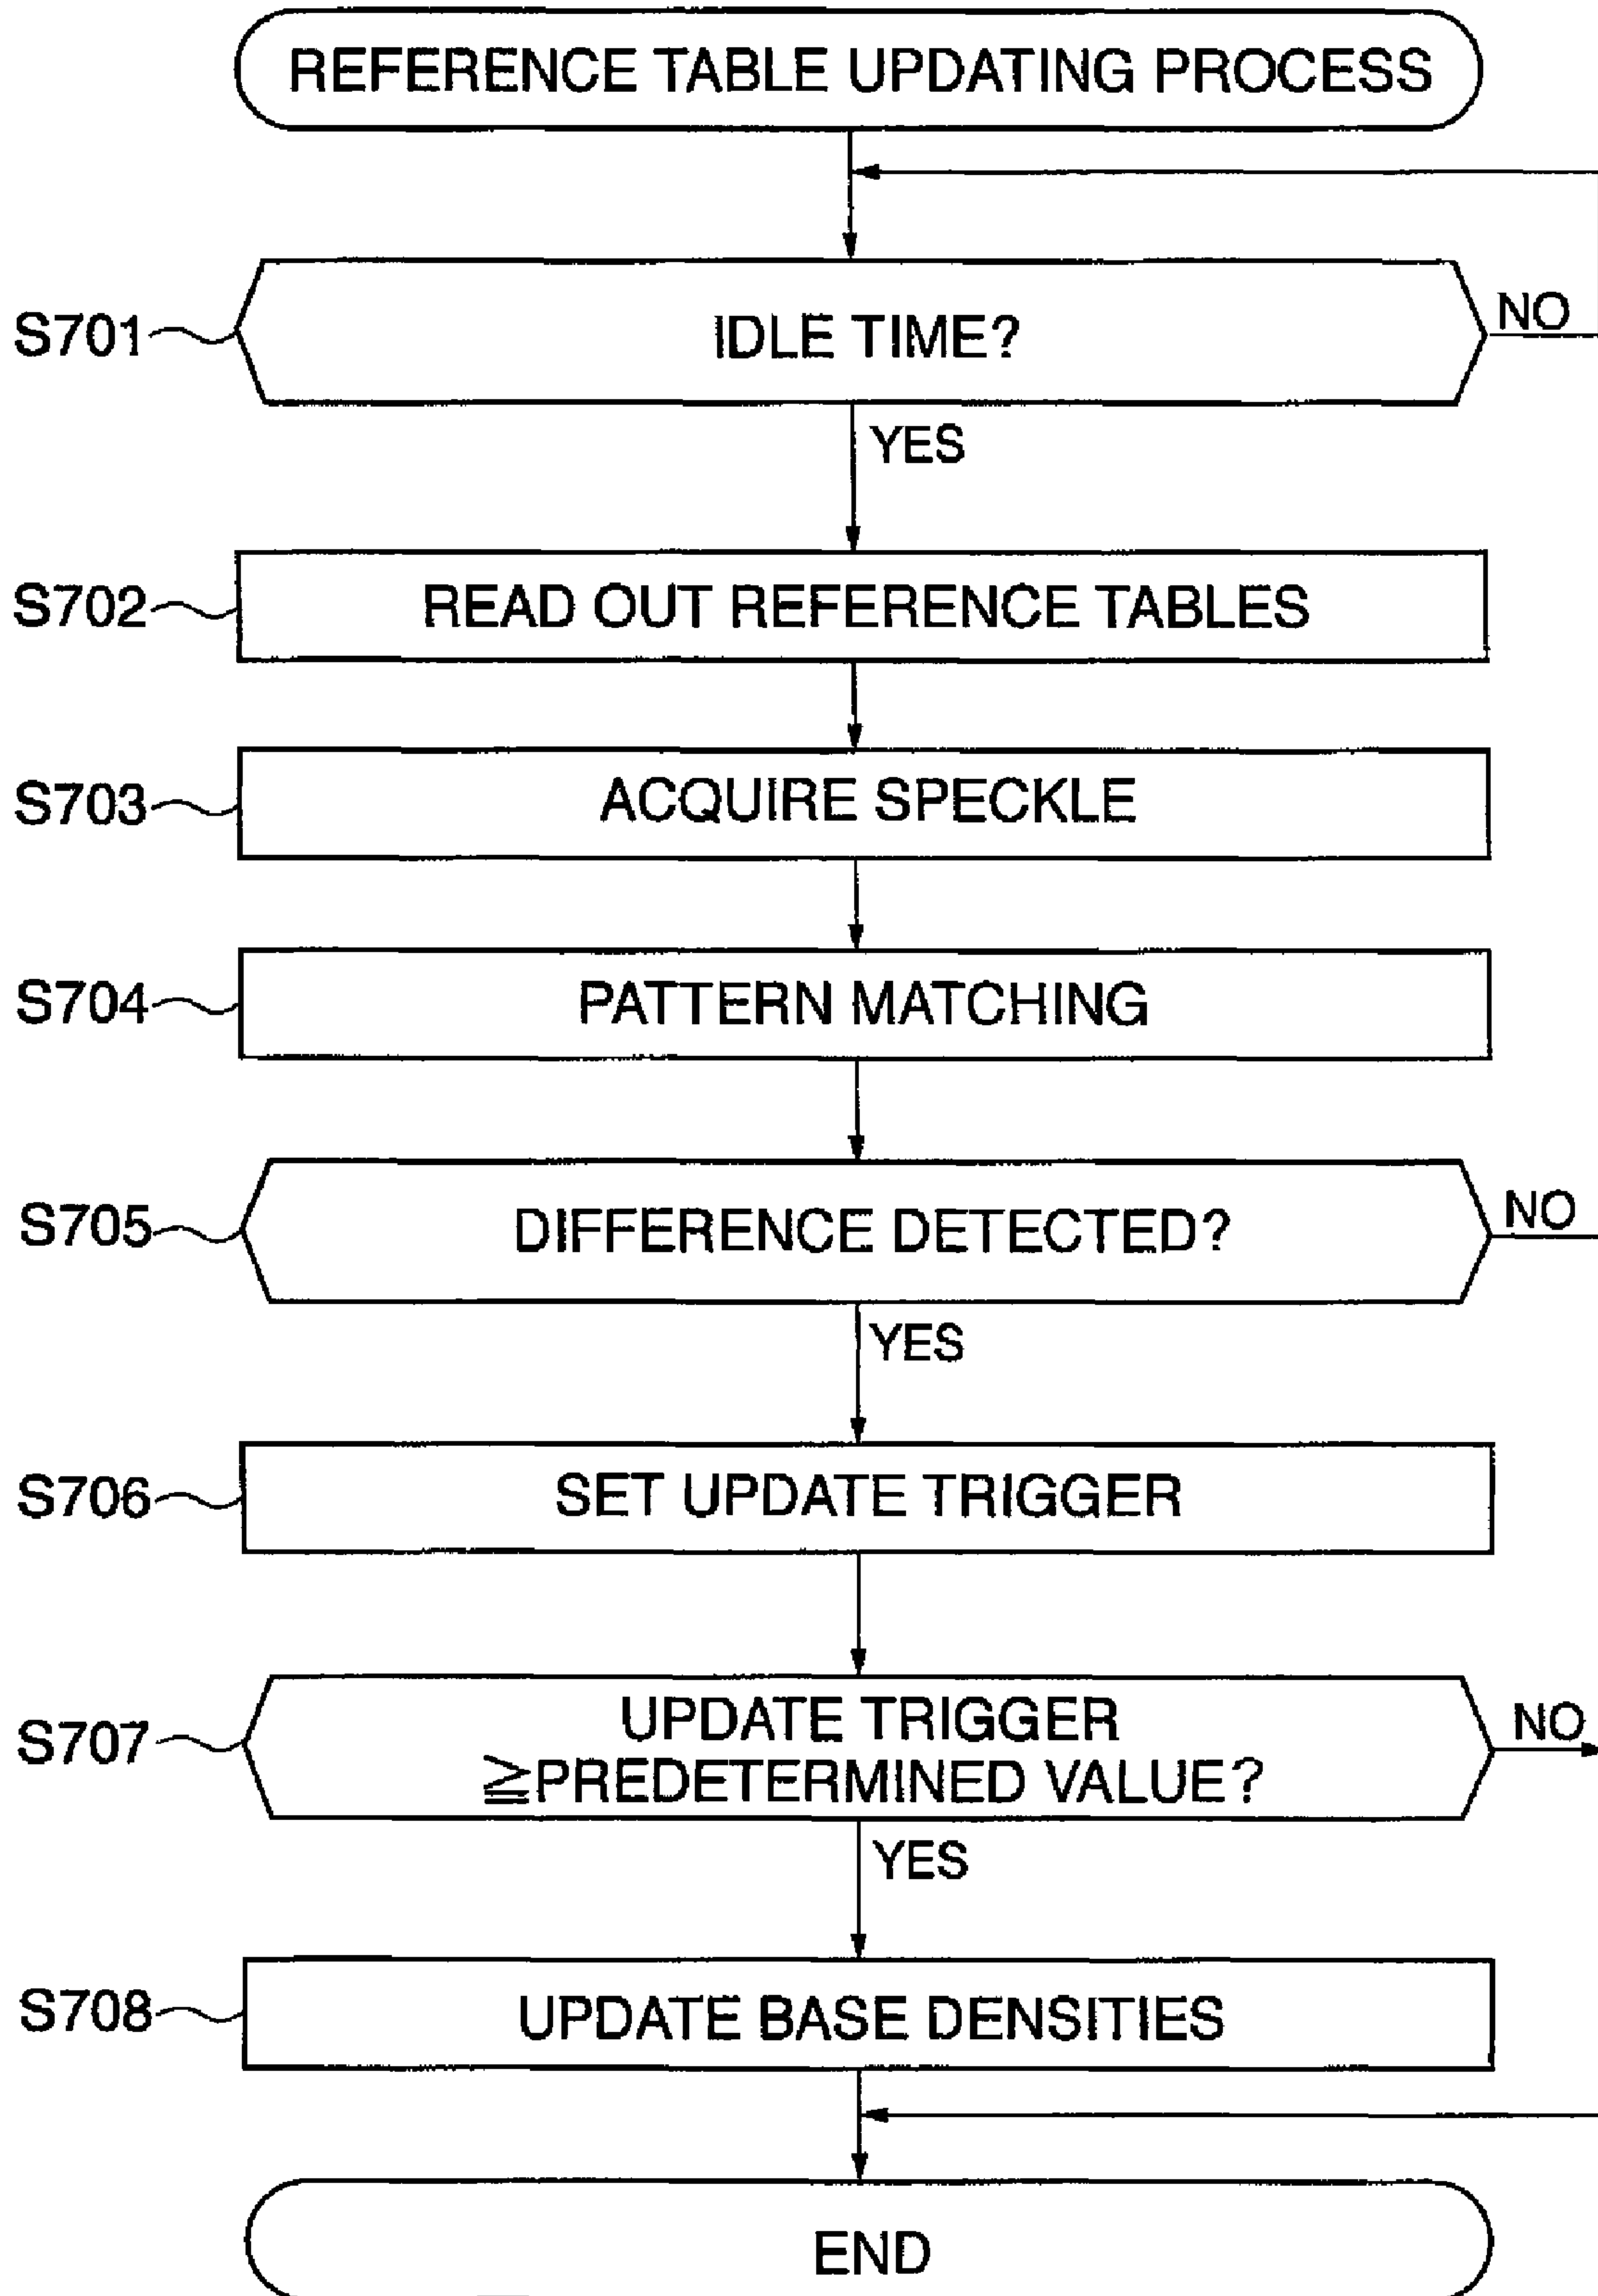 REFERENCE TABLE UPDATING PROCESS
S701
IDLE TIME?
NO
YES
S702
READ OUT REFERENCE TABLES
S703
ACQUIRE SPECKLE
S704
PATTERN MATCHING
S705
DIFFERENCE DETECTED?
NO
YES
S706
SET UPDATE TRIGGER
S707
UPDATE TRIGGER
≧PREDETERMINED VALUE?
NO
YES
S708
UPDATE BASE DENSITIES
END